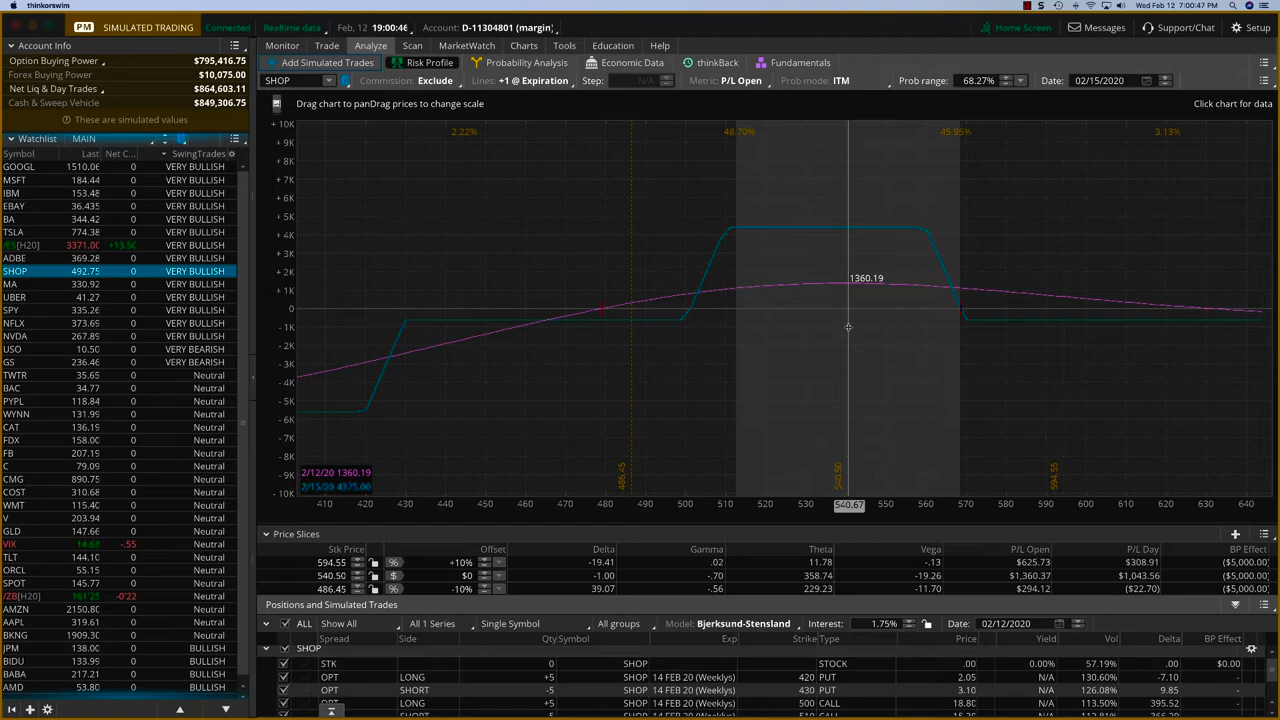 thinkorswim
Wed Feb 12 7:00:47 PM
PM SIMULATED TRADING Connected Realtime data Feb, 12 19:00:46 Account: D-11304801 (margin) Home Screen Messages Support/Chat Setup
Account Info
Option Buying Power $795,416.75
Forex Buying Power $10,075.00
Net Liq & Day Trades $864,603.11
Cash & Sweep Vehicle $849,306.75
These are simulated values
Watchlist MAIN
Symbol Last Net C... SwingTrades
GOOGL 1510.06 0 VERY BULLISH
MSFT 184.44 0 VERY BULLISH
IBM 153.48 0 VERY BULLISH
EBAY 36.435 0 VERY BULLISH
BA 344.42 0 VERY BULLISH
TSLA 774.38 0 VERY BULLISH
/ES[H20] 3371.00 +13.50 VERY BULLISH
ADBE 369.28 0 VERY BULLISH
SHOP 492.75 0 VERY BULLISH
MA 330.92 0 VERY BULLISH
UBER 41.27 0 VERY BULLISH
SPY 335.26 0 VERY BULLISH
NFLX 373.69 0 VERY BULLISH
NVDA 267.89 0 VERY BULLISH
USO 10.50 0 VERY BEARISH
GS 236.46 0 VERY BEARISH
TWTR 35.65 0 Neutral
BAC 34.77 0 Neutral
PYPL 118.84 0 Neutral
WYNN 131.99 0 Neutral
CAT 136.19 0 Neutral
FDX 158.00 0 Neutral
FB 207.19 0 Neutral
C 79.09 0 Neutral
CMG 890.75 0 Neutral
COST 310.68 0 Neutral
WMT 115.40 0 Neutral
V 203.94 0 Neutral
GLD 147.66 0 Neutral
VIX -.55 Neutral
TLT 144.10 0 Neutral
ORCL 55.15 0 Neutral
SPOT 145.77 0 Neutral
/ZB[H20] 161'25 -0'22 Neutral
AMZN 2150.80 0 Neutral
AAPL 319.61 0 Neutral
BKNG 1909.30 0 Neutral
JPM 138.00 0 BULLISH
BIDU 133.99 0 BULLISH
BABA 217.21 0 BULLISH
AMD 53.80 0 BULLISH
Monitor Trade Analyze Scan MarketWatch Charts Tools Education Help
Add Simulated Trades Risk Profile Probability Analysis Economic Data thinkBack Fundamentals
SHOP Commission: Exclude Lines: +1 @ Expiration Step: N/A Metric: P/L Open Prob mode: ITM Prob range: 68.27% Date: 02/15/2020
Drag chart to panDrag prices to change scale Click chart for data
2.22% 48.70% 45.95% 3.13%
+ 10K
+ 9K
+ 8K
+ 7K
+ 6K
+ 5K
+ 4K
+ 3K
+ 2K
+ 1K
0
- 1K
- 2K
- 3K
- 4K
- 5K
- 6K
- 7K
- 8K
- 9K
- 10K
1360.19
486.45 540.50 594.55
2/12/20 1360.19
2/15/20 4375.00
410 420 430 440 450 460 470 480 490 500 510 520 530 540.67 550 560 570 580 590 600 610 620 630 640
Price Slices
Stk Price Offset Delta Gamma Theta Vega P/L Open P/L Day BP Effect
594.55 % +10% -19.41 .02 11.78 -.13 $625.73 $308.91 ($5,000.00)
540.50 $ $0 -1.00 -.70 358.74 -19.26 $1,360.37 $1,043.56 ($5,000.00)
486.45 % -10% 39.07 -.56 229.23 -11.70 $294.12 ($22.70) ($5,000.00)
Positions and Simulated Trades
ALL Show All All 1 Series Single Symbol All groups Model: Bjerksund-Stensland Interest: 1.75% Date: 02/12/2020
Spread Side Qty Symbol Exp Strike Type Price Yield Vol Delta BP Effect
SHOP
STK 0 SHOP STOCK .00 0.00% 57.19% .00 $0.00
OPT LONG +5 SHOP 14 FEB 20 (Weeklys) 420 PUT 2.05 N/A 130.60% -7.10
OPT SHORT -5 SHOP 14 FEB 20 (Weeklys) 430 PUT 3.10 N/A 126.08% 9.85
LONG +5 SHOP 14 FEB 20 (Weeklys) 500 CALL 18.80 N/A 113.50% 395.52